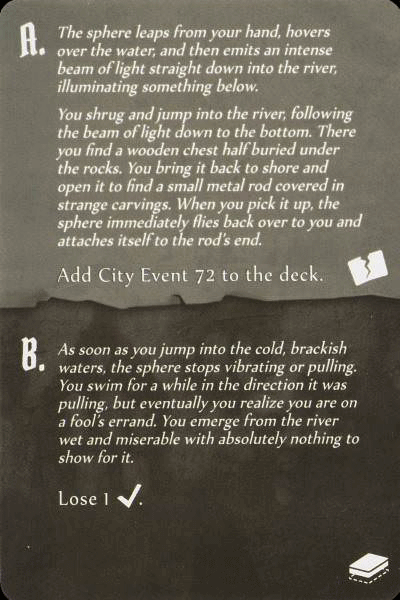 A. The sphere leaps from your hand, hovers
over the water, and then emits an intense
beam of light straight down into the river,
illuminating something below.
You shrug and jump into the river, following
the beam of light down to the bottom. There
you find a wooden chest half buried under
the rocks. You bring it back to shore and
open it to find a small metal rod covered in
strange carvings. When you pick it up, the
sphere immediately flies back over to you and
attaches itself to the rod's end.
Add City Event 72 to the deck.
B. As soon as you jump into the cold, brackish
waters, the sphere stops vibrating or pulling.
You swim for a while in the direction it was
pulling, but eventually you realize you are on
a fool's errand. You emerge from the river
wet and miserable with absolutely nothing to
show for it.
Lose 1 ✓.